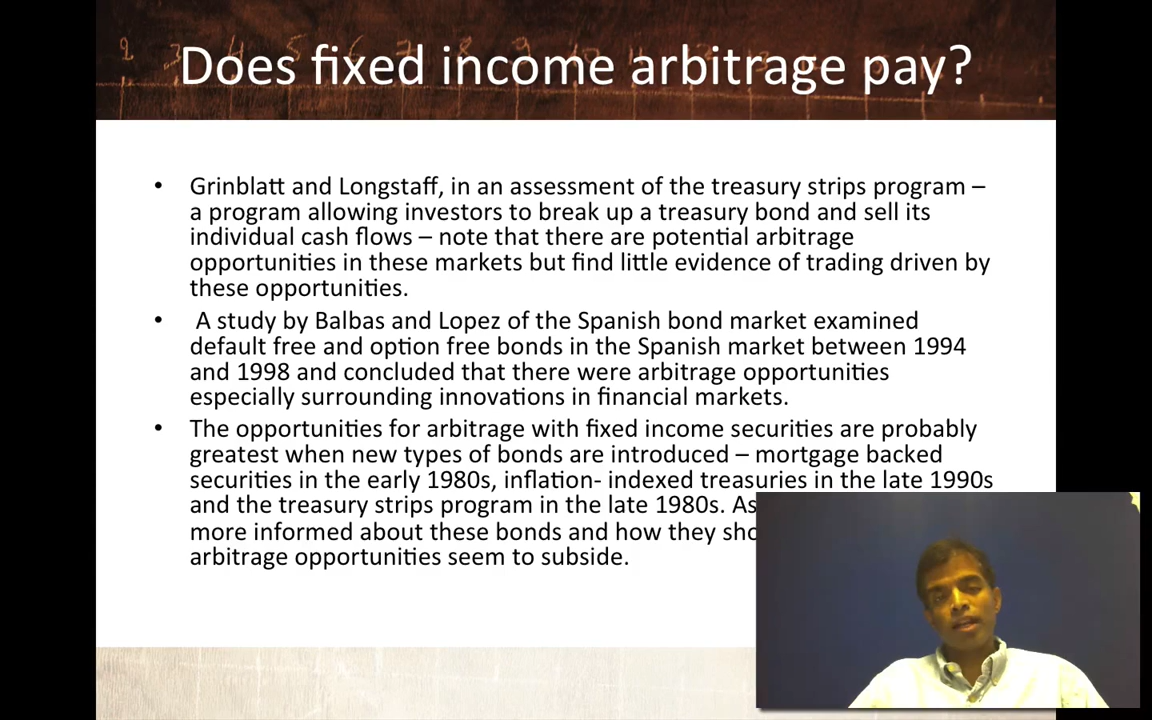 Does fixed income arbitrage pay?
• Grinblatt and Longstaff, in an assessment of the treasury strips program –
a program allowing investors to break up a treasury bond and sell its
individual cash flows – note that there are potential arbitrage
opportunities in these markets but find little evidence of trading driven by
these opportunities.
• A study by Balbas and Lopez of the Spanish bond market examined
default free and option free bonds in the Spanish market between 1994
and 1998 and concluded that there were arbitrage opportunities
especially surrounding innovations in financial markets.
• The opportunities for arbitrage with fixed income securities are probably
greatest when new types of bonds are introduced – mortgage backed
securities in the early 1980s, inflation- indexed treasuries in the late 1990s
and the treasury strips program in the late 1980s. As
more informed about these bonds and how they sho
arbitrage opportunities seem to subside.